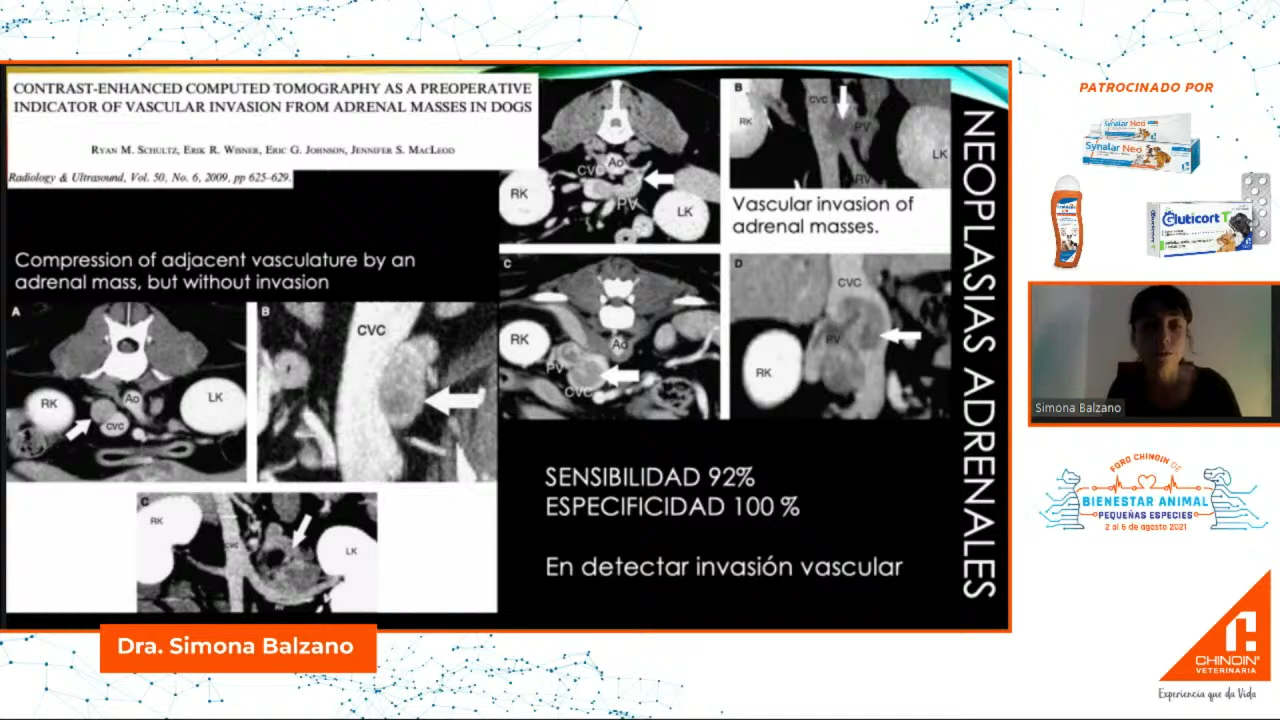 CONTRAST-ENHANCED COMPUTED TOMOGRAPHY AS A PREOPERATIVE
INDICATOR OF VASCULAR INVASION FROM ADRENAL MASSES IN DOGS
RYAN M. SCHULTZ, ERIK R. WISNER, ERIC G. JOHNSON, JENNIFER S. MACLEOD
Radiology & Ultrasound, Vol. 50, No. 6, 2009, pp 625–629.
Compression of adjacent vasculature by an
adrenal mass, but without invasion
A
RK
Ao
LK
CVC
B
CVC
C
RK
CVC
LK
RV
Ao
CVC
RK
PV
LK
B
CVC
RK
PV
LK
RV
Vascular invasion of
adrenal masses.
C
RK
Ao
PV
CVC
D
CVC
PV
RK
SENSIBILIDAD 92%
ESPECIFICIDAD 100 %
En detectar invasión vascular
NEOPLASIAS ADRENALES
Dra. Simona Balzano
PATROCINADO POR
Synalar Neo
Synalar Neo
Gluticort T
Simona Balzano
FORO CHINOIN DE
BIENESTAR ANIMAL
PEQUEÑAS ESPECIES
2 al 6 de agosto 2021
CHINOIN®
VETERINARIA
Experiencia que da Vida